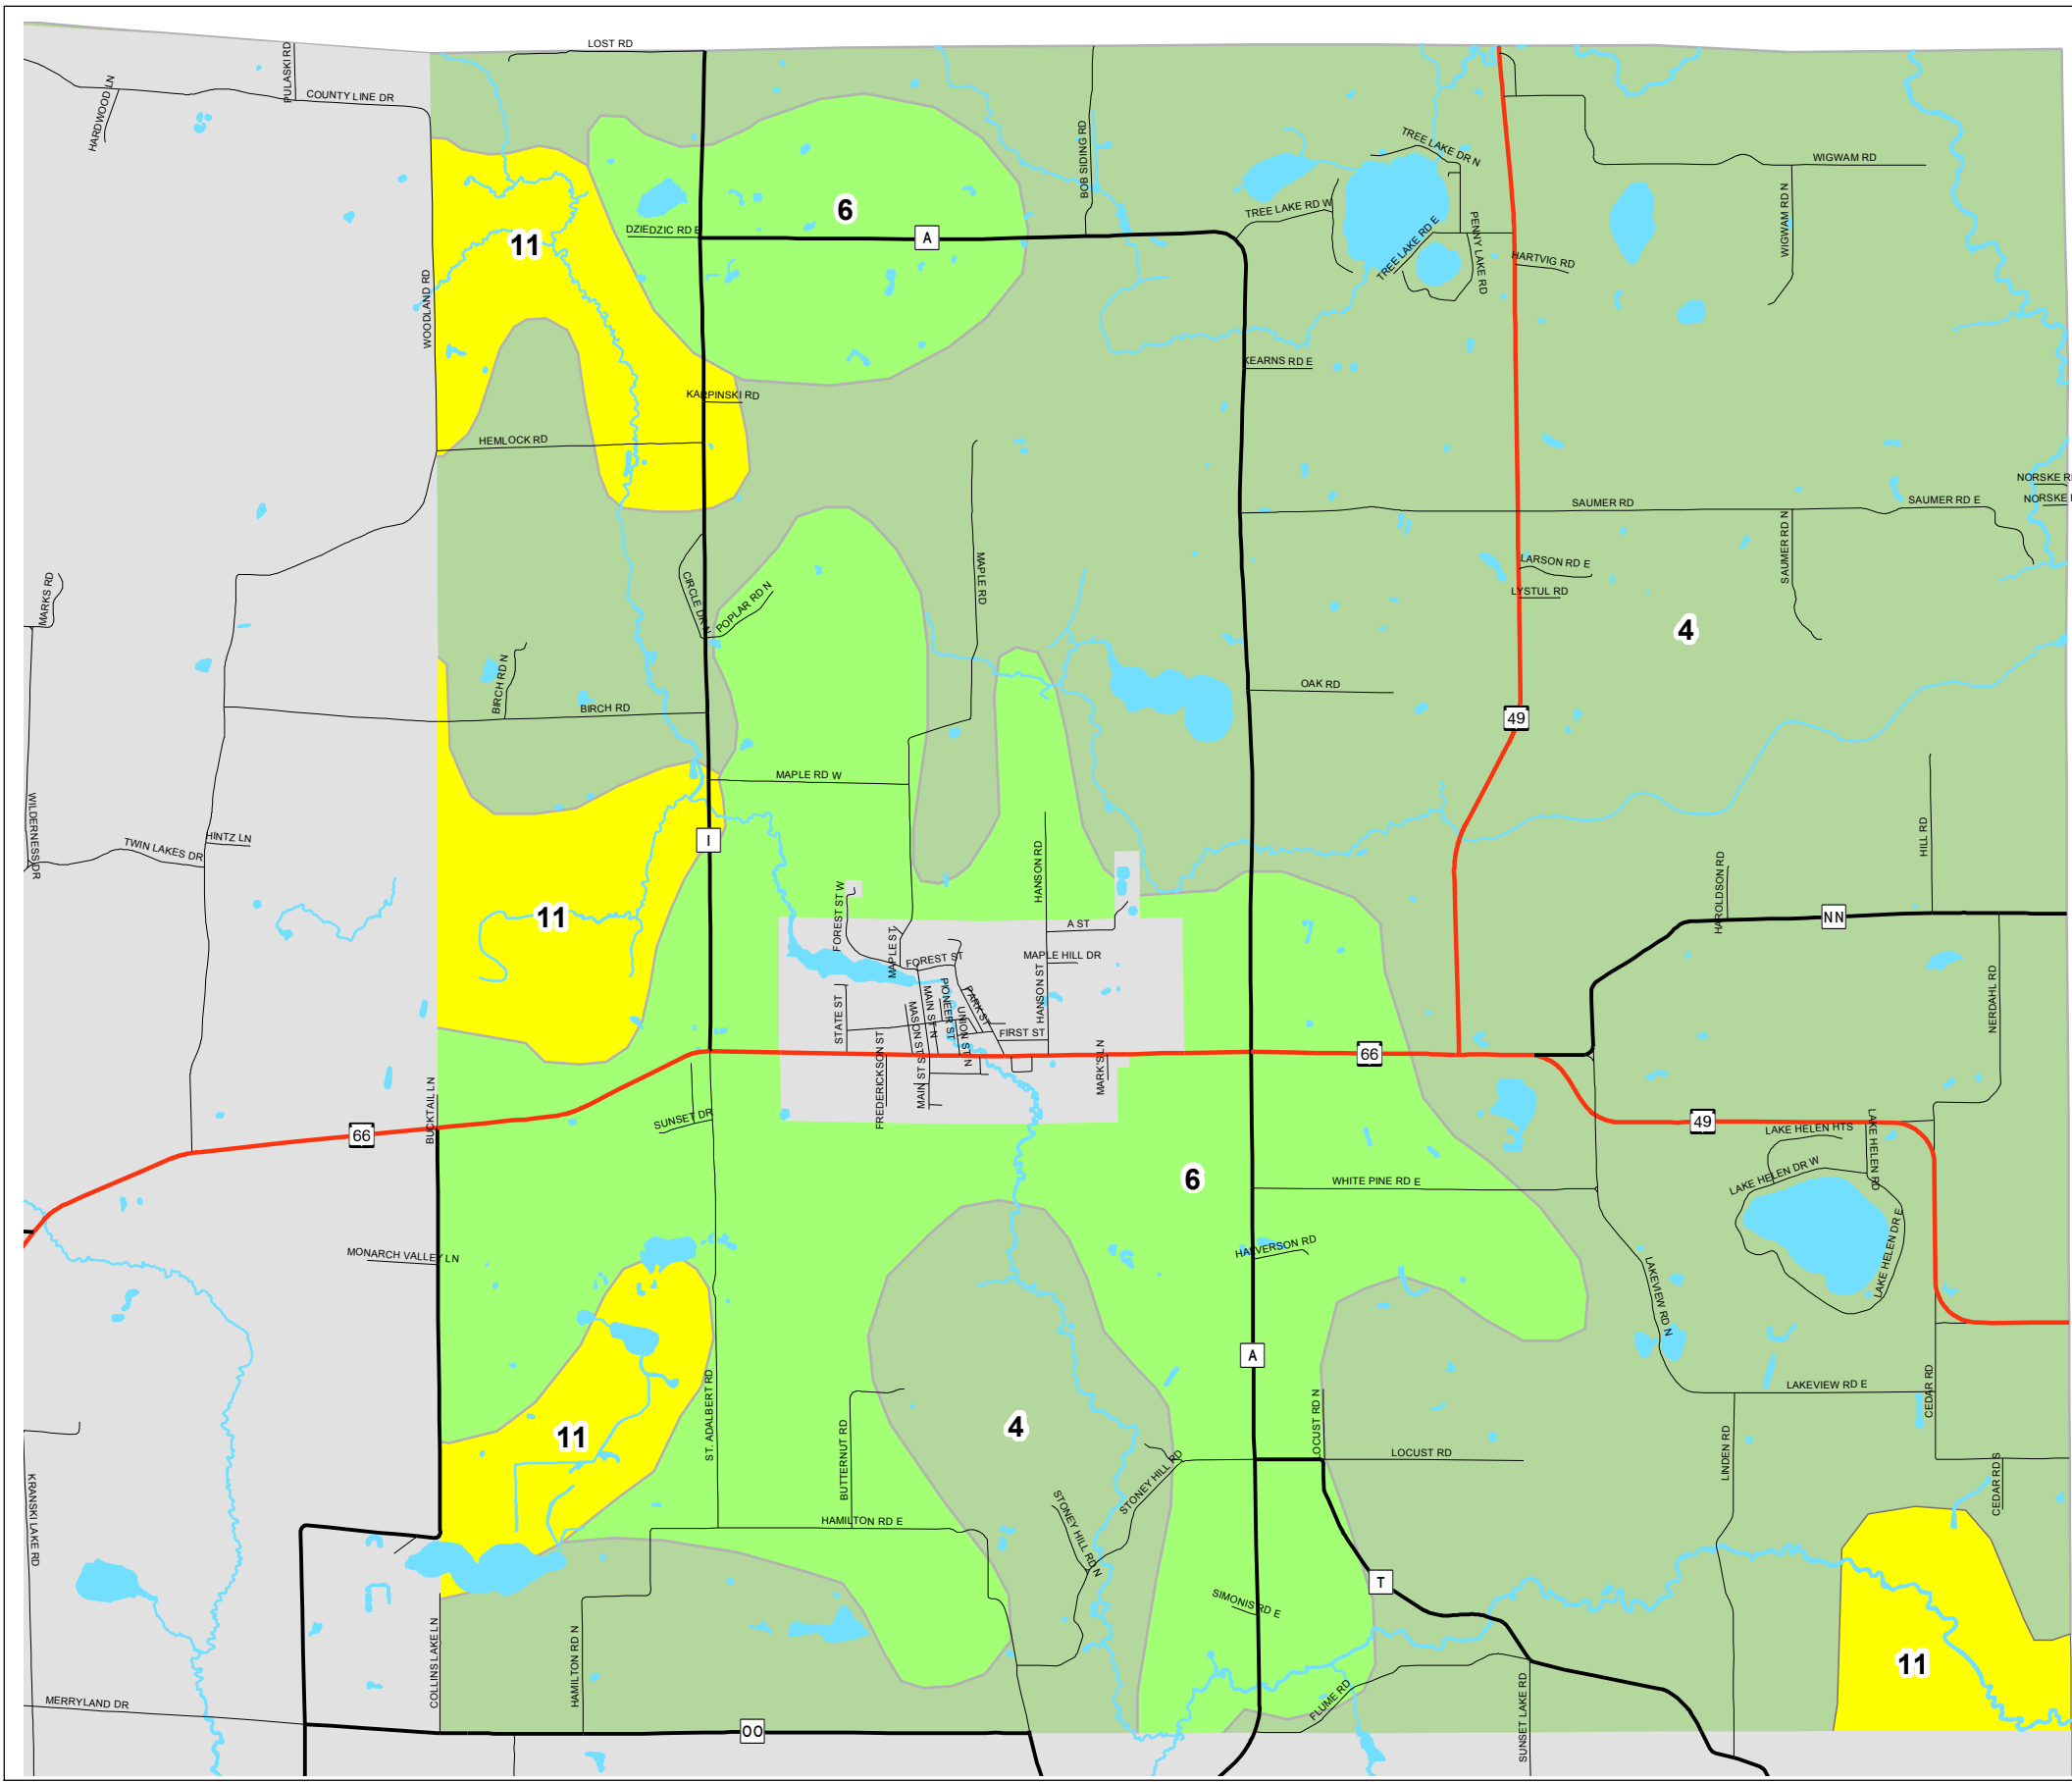 LOST RD
PULASKI RD
HARDWOOD LN
COUNTY LINE DR
BOB SIDING RD
TREE LAKE DR N
WIGWAM RD
WIGWAM RD N
6
TREE LAKE RD W
DZIEDZIC RD E
A
11
TREE LAKE RD E
PENNY LAKE RD
HARTVIG RD
WOODLAND RD
KEARNS RD E
KARPINSKI RD
HEMLOCK RD
NORSKE
SAUMER RD
SAUMER RD E
NORSKE
SAUMER RD N
MARKS RD
CIRCLE DR N
POPLAR RD N
MAPLE RD
LARSON RD E
LYSTUL RD
4
BIRCH RD N
BIRCH RD
OAK RD
49
MAPLE RD W
WILDERNESS DR
TWIN LAKES DR
HINTZ LN
I
HANSON RD
HAROLDSON RD
HILL RD
11
FOREST ST W
MAPLE ST
A ST
NN
FOREST ST
MAPLE HILL DR
HANSON ST
NERDAHL RD
STATE ST
MASON ST
MAIN ST N
PIONEER ST
UNION ST N
PARK ST
FIRST ST
FREDERICKSON ST
MAIN ST S
MARK'S LN
66
BUCKTAIL LN
SUNSET DR
66
49
LAKE HELEN HTS
LAKE HELEN RD
LAKE HELEN DR W
6
WHITE PINE RD E
LAKE HELEN DR E
MONARCH VALLEY LN
HALVERSON RD
LAKEVIEW RD N
A
ST. ADALBERT RD
LAKEVIEW RD E
CEDAR RD
11
BUTTERNUT RD
4
LOCUST RD N
LOCUST RD
LINDEN RD
CEDAR RD S
KRANSKI LAKE RD
STONEY HILL RD
STONEY HILL RD N
HAMILTON RD E
T
SIMONIS RD E
COLLINS LAKE LN
HAMILTON RD N
11
MERRYLAND DR
OO
FLUME RD
SUNSET LAKE RD